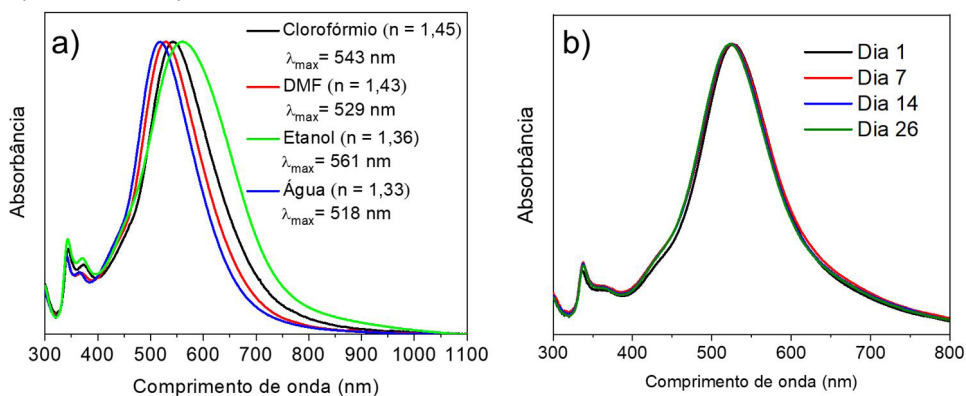 a)
Clorofórmio (n = 1,45)
λmax= 543 nm
DMF (n = 1,43)
λmax= 529 nm
Etanol (n = 1,36)
λmax= 561 nm
Água (n = 1,33)
λmax = 518 nm
Absorbância
300 400 500 600 700 800 900 1000 1100
Comprimento de onda (nm)
b)
Dia 1
Dia 7
Dia 14
Dia 26
Absorbância
300 400 500 600 700 800
Comprimento de onda (nm)